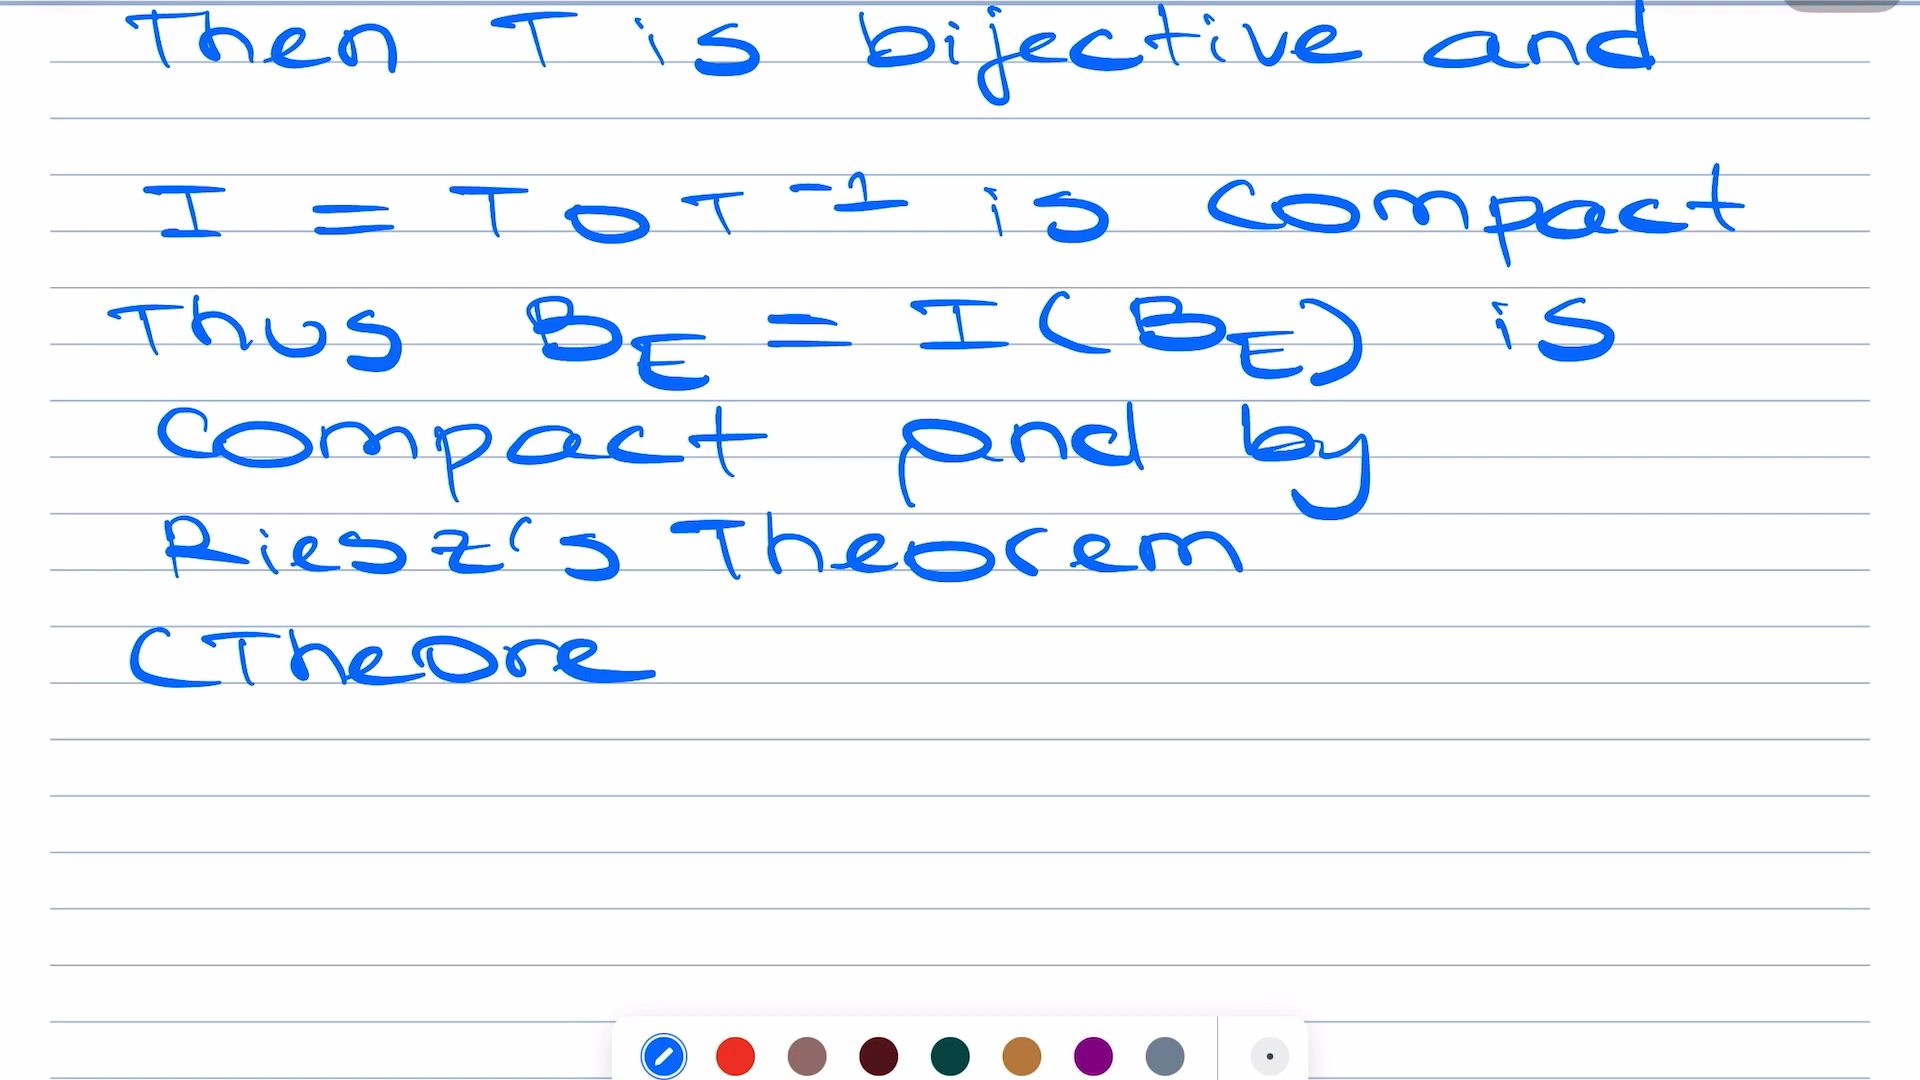 Then T is bijective and
I = T o T⁻¹ is compact
Thus B_E = I(B_E) is
compact and by
Riesz's Theorem
(Theore